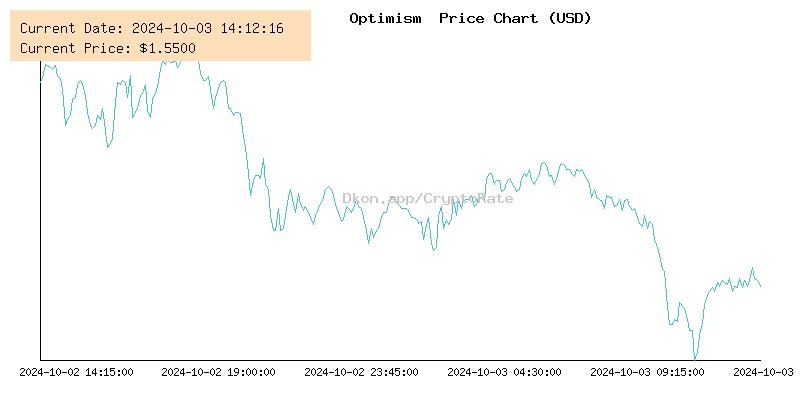 Optimism Price Chart (USD)
Current Date: 2024-10-03 14:12:16
Current Price: $1.5500
Dkon.app/CryptoRate
2024-10-02 14:15:00 2024-10-02 19:00:00 2024-10-02 23:45:00 2024-10-03 04:30:00 2024-10-03 09:15:00 2024-10-03